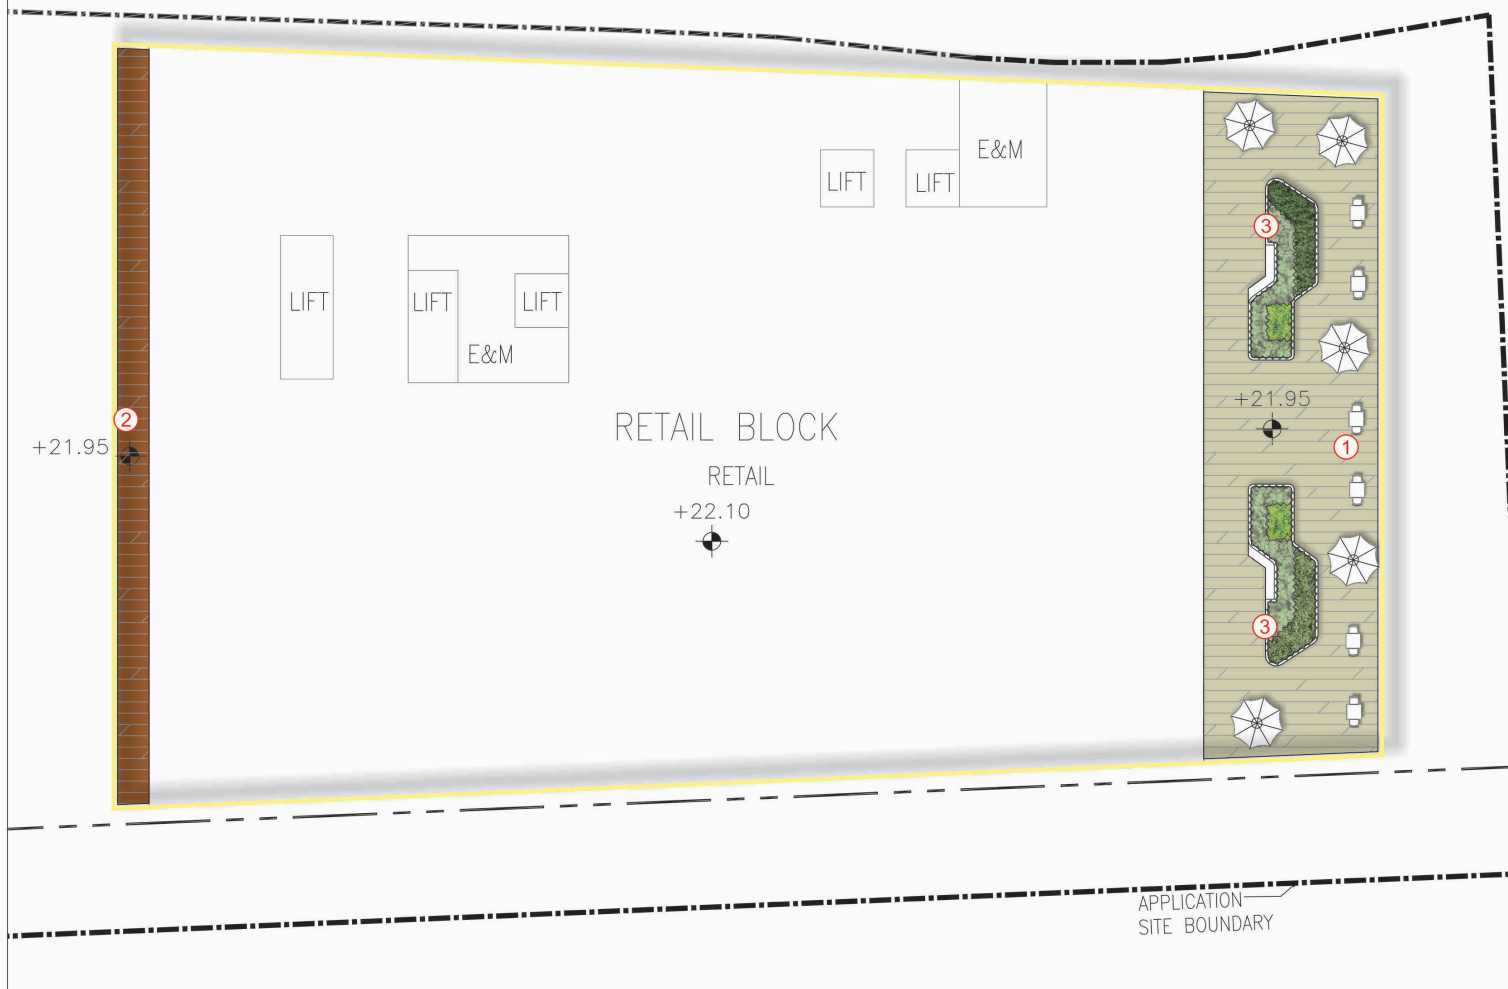 E&M
LIFT
LIFT
3
LIFT
LIFT
LIFT
E&M
+21.95
2
RETAIL BLOCK
+21.95
1
RETAIL
+22.10
3
APPLICATION
SITE BOUNDARY